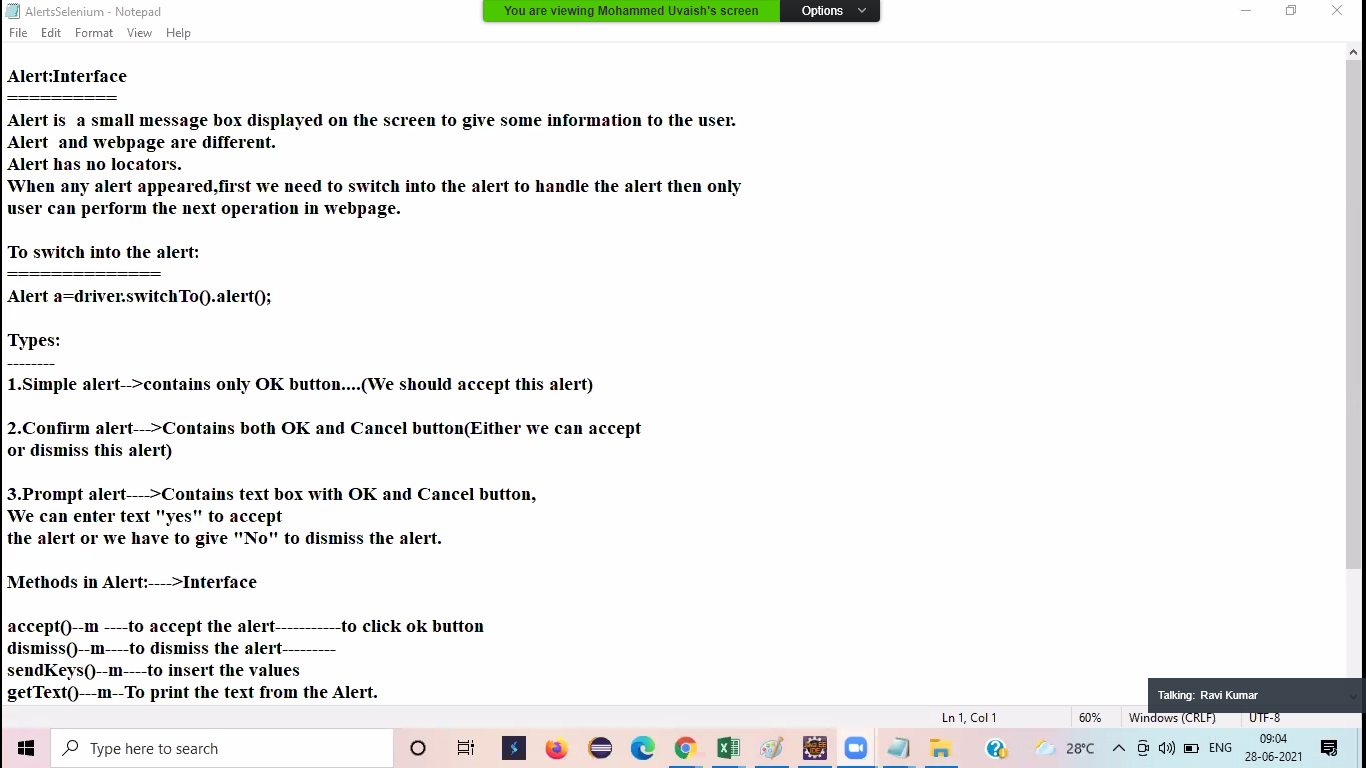 AlertsSelenium - Notepad
You are viewing Mohammed Uvaish's screen
Options
File Edit Format View Help
Alert:Interface
==========
Alert is  a small message box displayed on the screen to give some information to the user.
Alert  and webpage are different.
Alert has no locators.
When any alert appeared,first we need to switch into the alert to handle the alert then only
user can perform the next operation in webpage.
To switch into the alert:
==============
Alert a=driver.switchTo().alert();
Types:
--------
1.Simple alert-->contains only OK button....(We should accept this alert)
2.Confirm alert--->Contains both OK and Cancel button(Either we can accept
or dismiss this alert)
3.Prompt alert---->Contains text box with OK and Cancel button,
We can enter text "yes" to accept
the alert or we have to give "No" to dismiss the alert.
Methods in Alert:---->Interface
accept()--m ----to accept the alert-----------to click ok button
dismiss()--m----to dismiss the alert---------
sendKeys()--m----to insert the values
getText()---m--To print the text from the Alert.
Talking: Ravi Kumar
Ln 1, Col 1
60%
Windows (CRLF)
UTF-8
Type here to search
28°C
ENG
09:04
28-06-2021